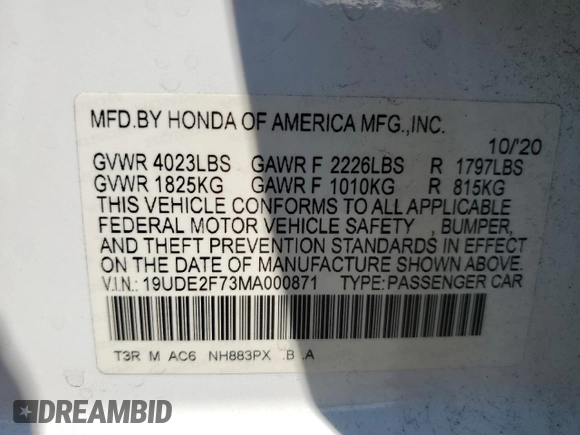 MFD.BY HONDA OF AMERICA MFG.,INC.
10/'20
GVWR 4023LBS GAWR F 2226LBS R 1797LBS
GVWR 1825KG GAWR F 1010KG R 815KG
THIS VEHICLE CONFORMS TO ALL APPLICABLE
FEDERAL MOTOR VEHICLE SAFETY , BUMPER,
AND THEFT PREVENTION STANDARDS IN EFFECT
ON THE DATE OF MANUFACTURE SHOWN ABOVE.
V.I.N.: 19UDE2F73MA000871 TYPE:PASSENGER CAR
T3R M AC6 NH883PX .B .A
DREAMBID